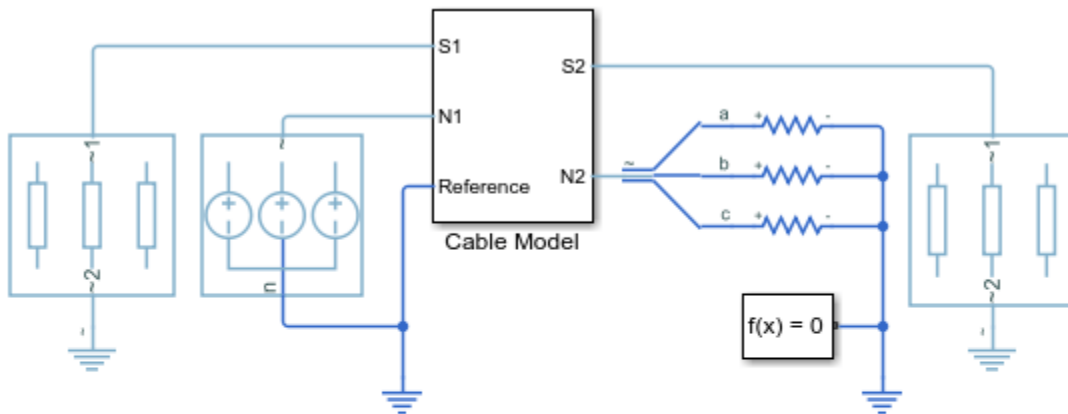 S1
S2
N1
N2
Reference
Cable Model
~1
~2
~
~
n
~
a
+
-
b
+
-
c
+
-
~1
~2
~
f(x) = 0
+
+
+